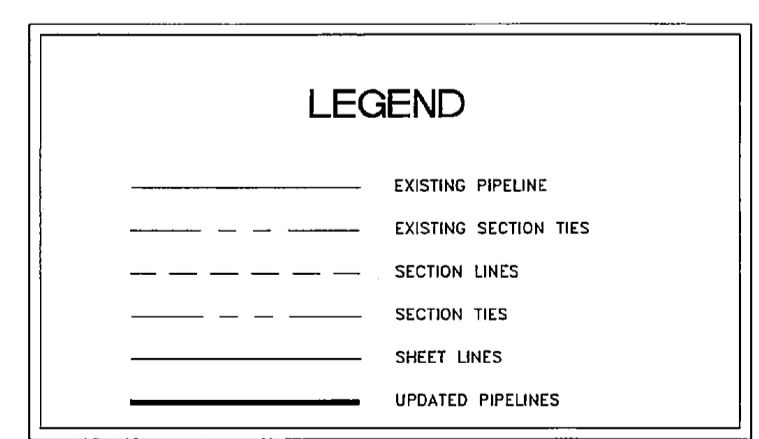 LEGEND
EXISTING PIPELINE
EXISTING SECTION TIES
SECTION LINES
SECTION TIES
SHEET LINES
UPDATED PIPELINES